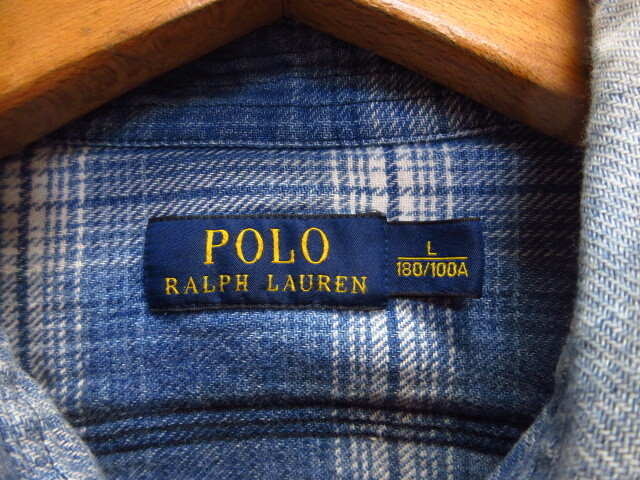 POLO
RALPH LAUREN
L
180/100A